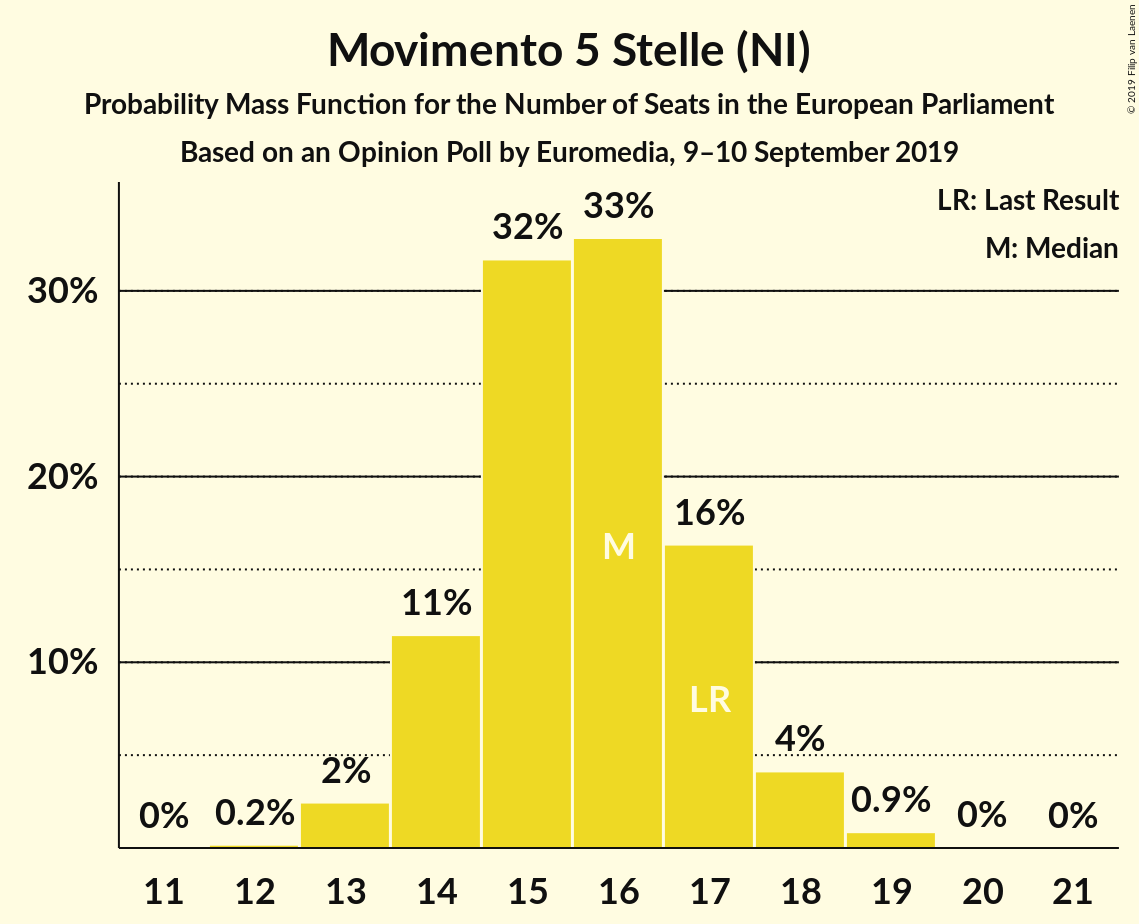 Movimento 5 Stelle (NI)
Probability Mass Function for the Number of Seats in the European Parliament
Based on an Opinion Poll by Euromedia, 9–10 September 2019
© 2019 Filip van Laenen
LR: Last Result
M: Median
30%
20%
10%
0%
0.2%
2%
11%
32%
33%
16%
4%
0.9%
0%
0%
M
LR
11 12 13 14 15 16 17 18 19 20 21